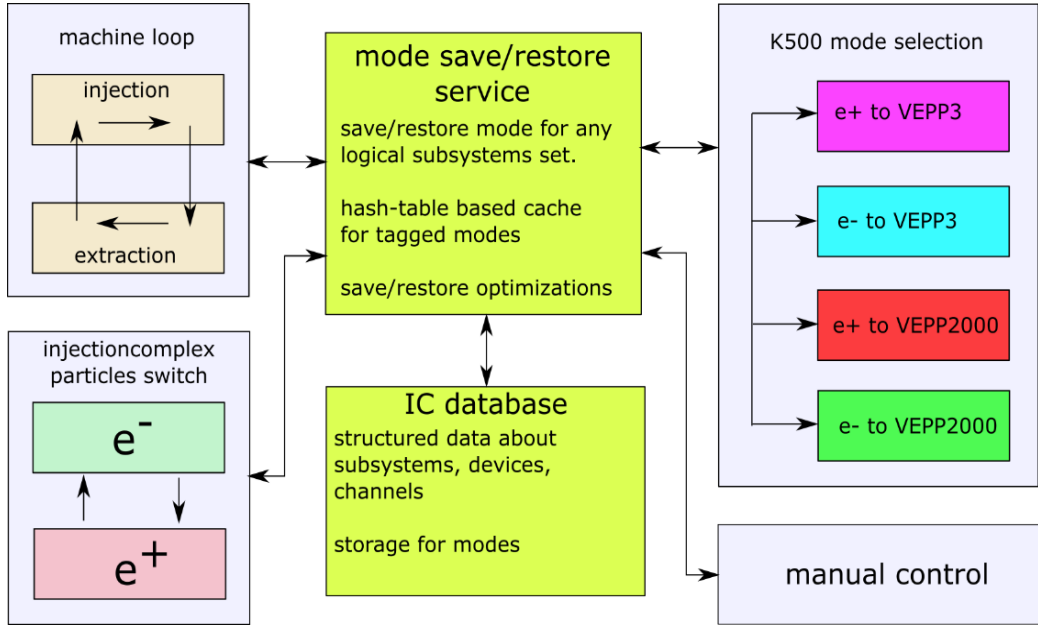 machine loop
injection
extraction
injectioncomplex
particles switch
e-
e+
mode save/restore
service
save/restore mode for any
logical subsystems set.
hash-table based cache
for tagged modes
save/restore optimizations
IC database
structured data about
subsystems, devices,
channels
storage for modes
K500 mode selection
e+ to VEPP3
e- to VEPP3
e+ to VEPP2000
e- to VEPP2000
manual control